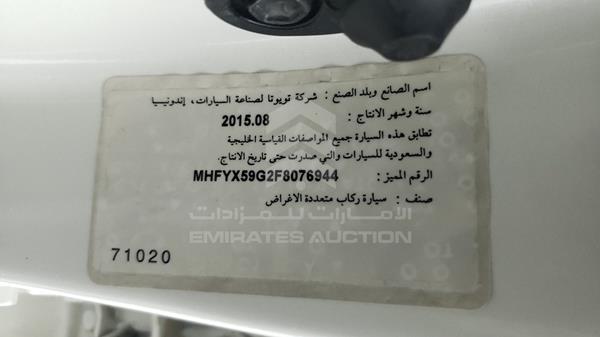 اسم الصانع وبلد الصنع : شركة تويوتا لصناعة السيارات، إندونيسيا
سنة وشهر الانتاج : 2015.08
تطابق هذه السيارة جميع المواصفات القياسية الخليجية
والسعودية للسيارات والتي صدرت حتى تاريخ الانتاج.
الرقم المميز : MHFYX59G2F8076944
صنف : سيارة ركاب متعددة الاغراض
الإمارات للمزادات
EMIRATES AUCTION
71020